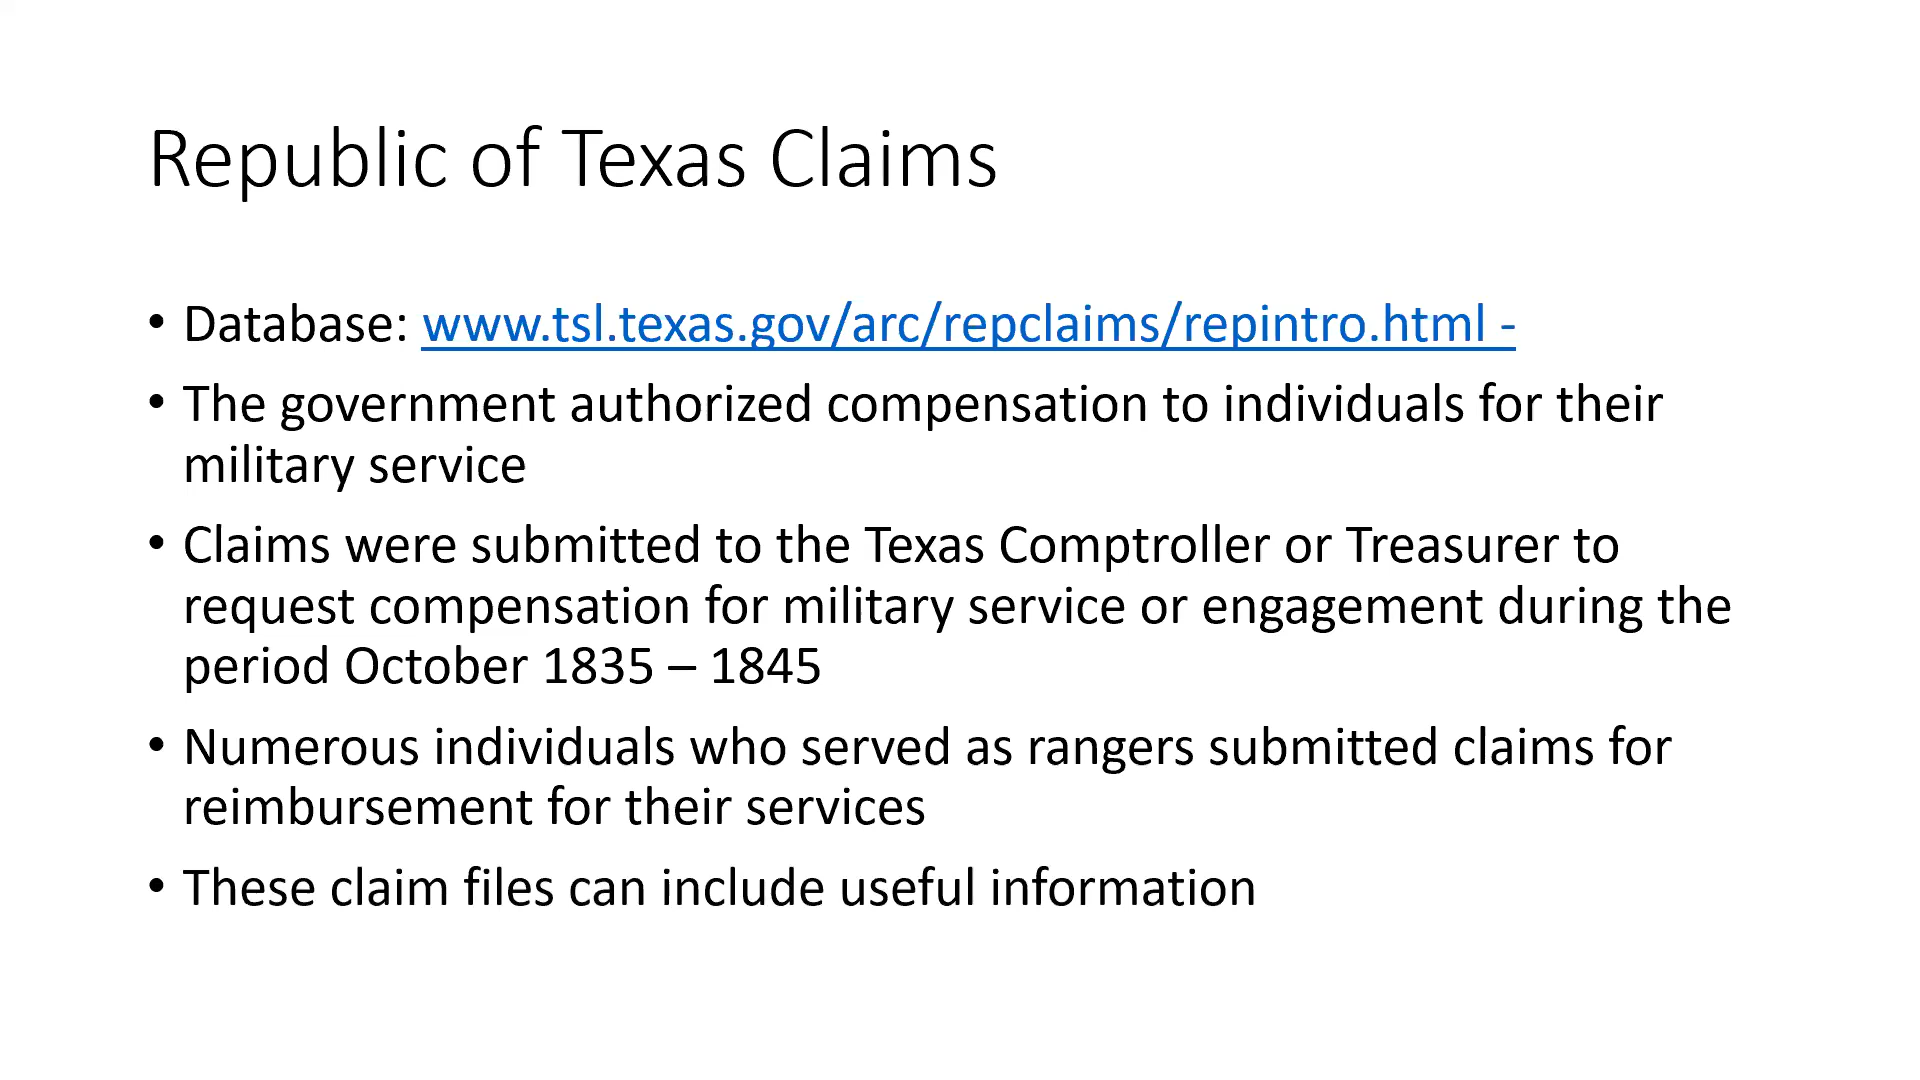 Republic of Texas Claims
• Database: www.tsl.texas.gov/arc/repclaims/repintro.html -
• The government authorized compensation to individuals for their
military service
• Claims were submitted to the Texas Comptroller or Treasurer to
request compensation for military service or engagement during the
period October 1835 – 1845
• Numerous individuals who served as rangers submitted claims for
reimbursement for their services
• These claim files can include useful information